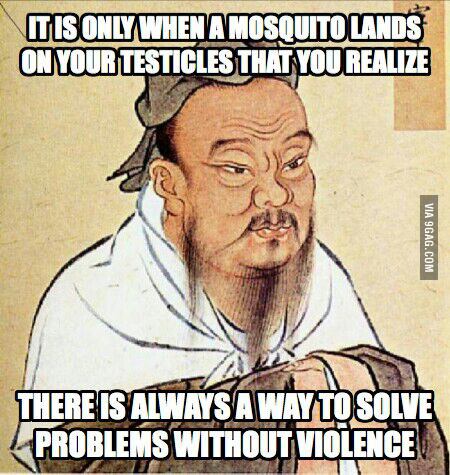 IT IS ONLY WHEN A MOSQUITO LANDS
ON YOUR TESTICLES THAT YOU REALIZE
VIA 9GAG.COM
THERE IS ALWAYS A WAY TO SOLVE
PROBLEMS WITHOUT VIOLENCE